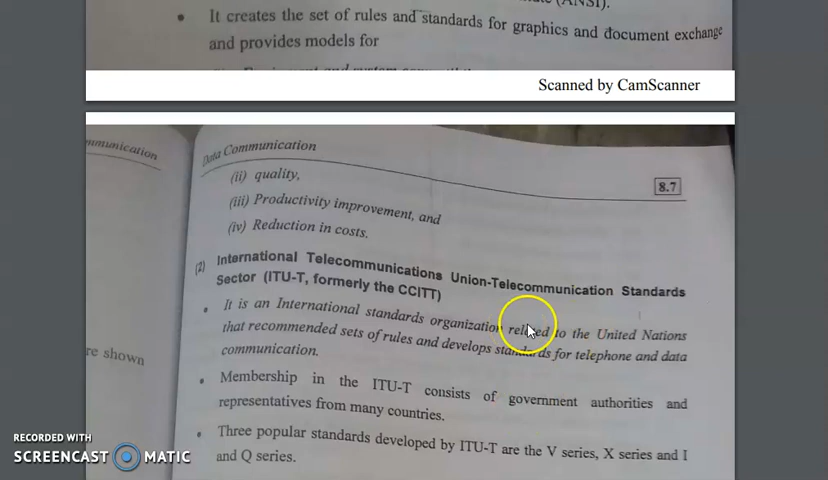 (ANSI).
It creates the set of rules and standards for graphics and document exchange
and provides models for
Scanned by CamScanner
mmunication
Data Communication
8.7
(ii) quality,
(iii) Productivity improvement, and
(iv) Reduction in costs.
(2) International Telecommunications Union-Telecommunication Standards
Sector (ITU-T, formerly the CCITT)
It is an International standards organization related to the United Nations
that recommended sets of rules and develops standards for telephone and data
communication.
re shown
Membership in the ITU-T consists of government authorities and
representatives from many countries.
Three popular standards developed by ITU-T are the V series, X series and I
and Q series.
RECORDED WITH
SCREENCAST MATIC